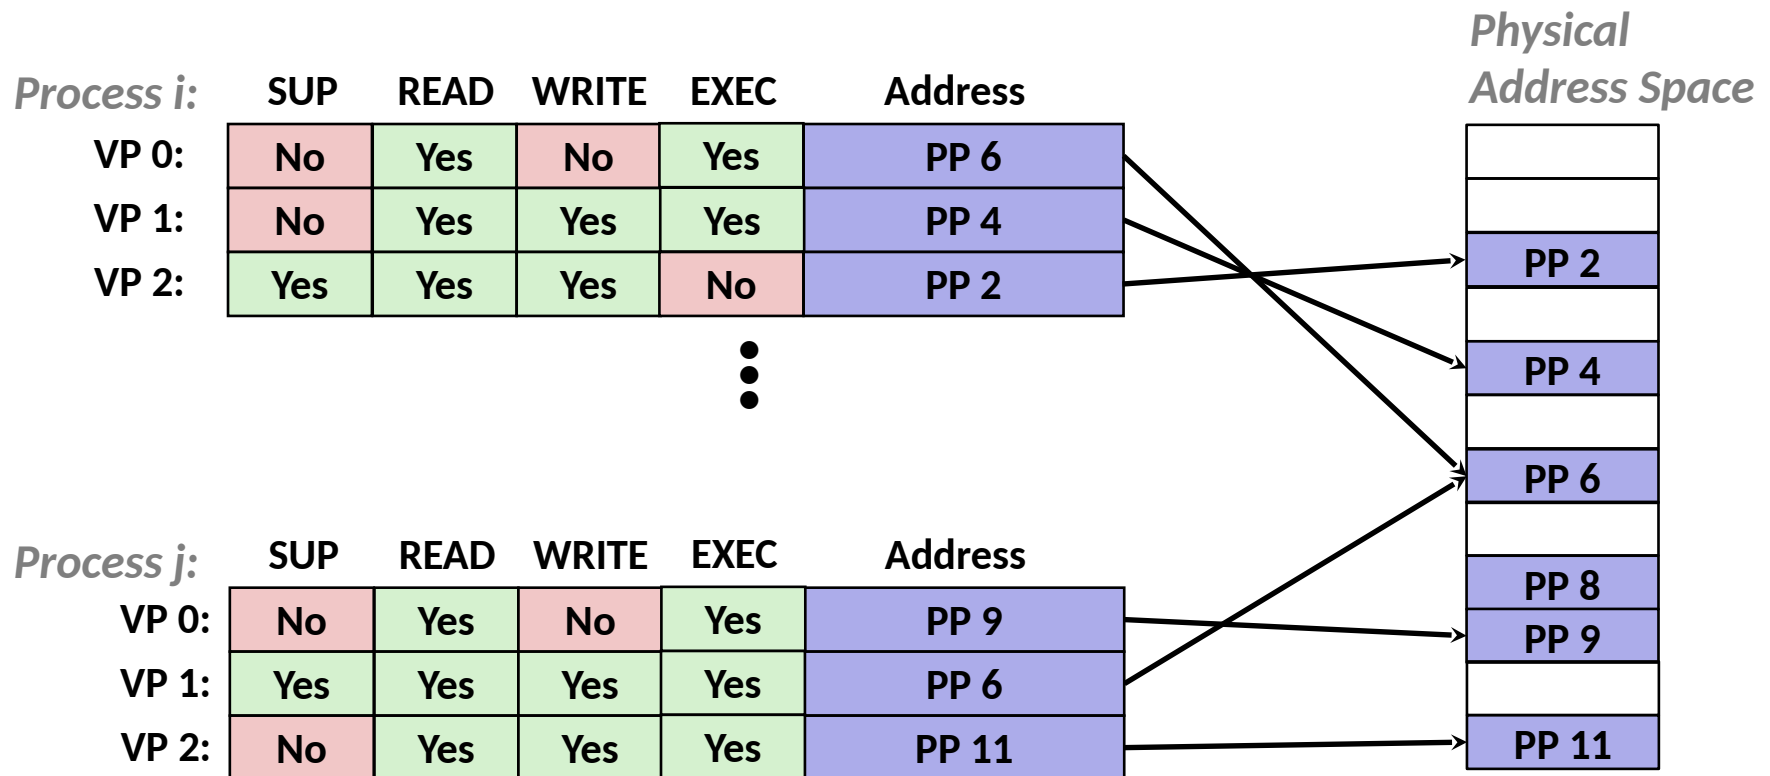 Physical
Address Space
Process i: SUP READ WRITE EXEC Address
VP 0: No Yes No Yes PP 6
VP 1: No Yes Yes Yes PP 4
VP 2: Yes Yes Yes No PP 2
PP 2
PP 4
PP 6
Process j: SUP READ WRITE EXEC Address
VP 0: No Yes No Yes PP 9
VP 1: Yes Yes Yes Yes PP 6
VP 2: No Yes Yes Yes PP 11
PP 8
PP 9
PP 11